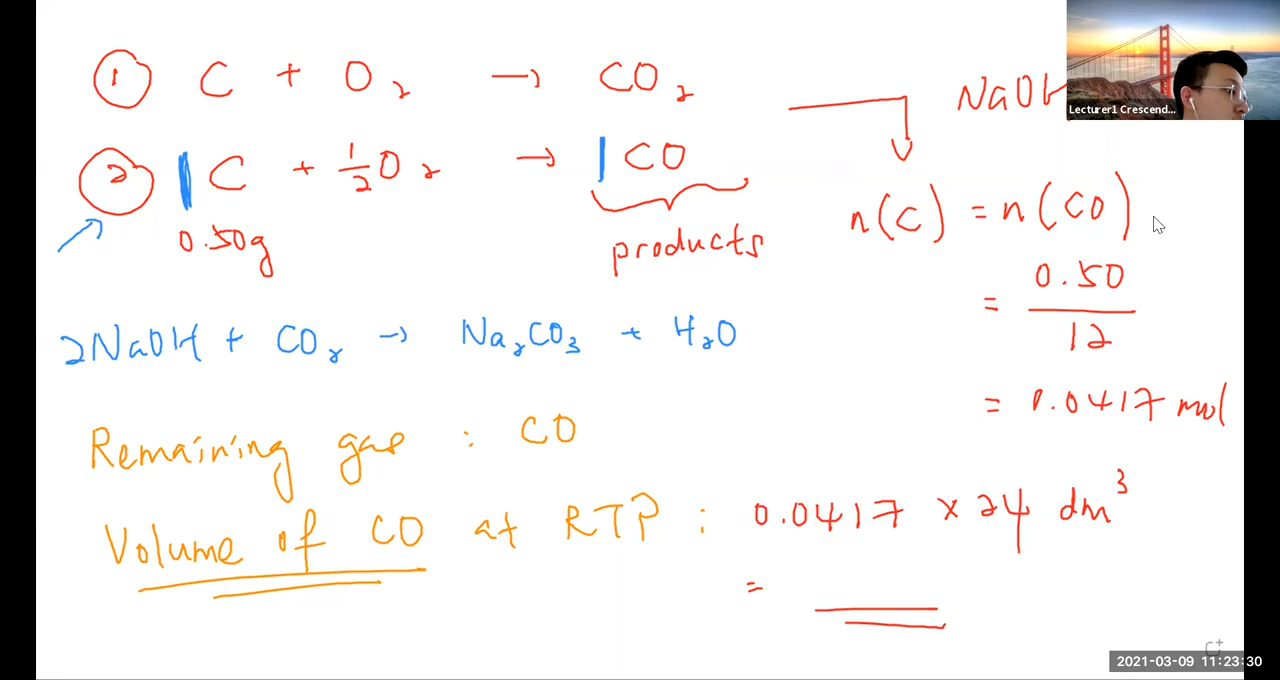 ① C + O₂ → CO₂
NaOH
Lecturer1 Crescend...
② 1C + ½O₂ → 1CO
0.50g
products
n(C) = n(CO)
= 0.50/12
= 0.0417 mol
2NaOH + CO₂ → Na₂CO₃ + H₂O
Remaining gas : CO
Volume of CO at RTP : 0.0417 × 24 dm³
=
2021-03-09 11:23:30